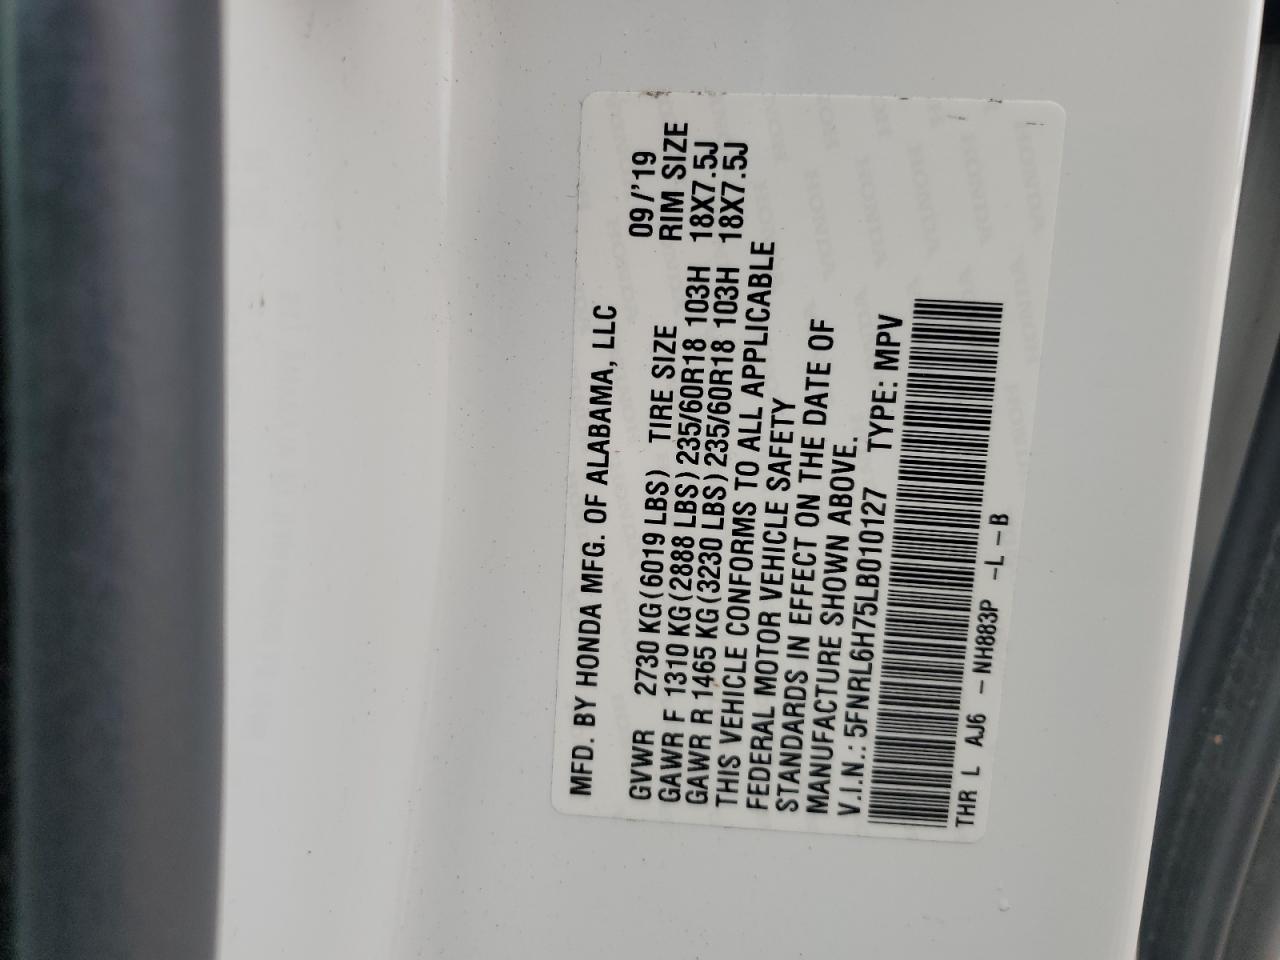 MFD. BY HONDA MFG. OF ALABAMA, LLC
GVWR 2730 KG(6019 LBS) TIRE SIZE 09/'19 RIM SIZE
GAWR F 1310 KG(2888 LBS) 235/60R18 103H 18X7.5J
GAWR R 1465 KG(3230 LBS) 235/60R18 103H 18X7.5J
THIS VEHICLE CONFORMS TO ALL APPLICABLE
FEDERAL MOTOR VEHICLE SAFETY
STANDARDS IN EFFECT ON THE DATE OF
MANUFACTURE SHOWN ABOVE.
V.I.N.: 5FNRL6H75LB010127 TYPE: MPV
THR L AJ6 -NH883P -L-B